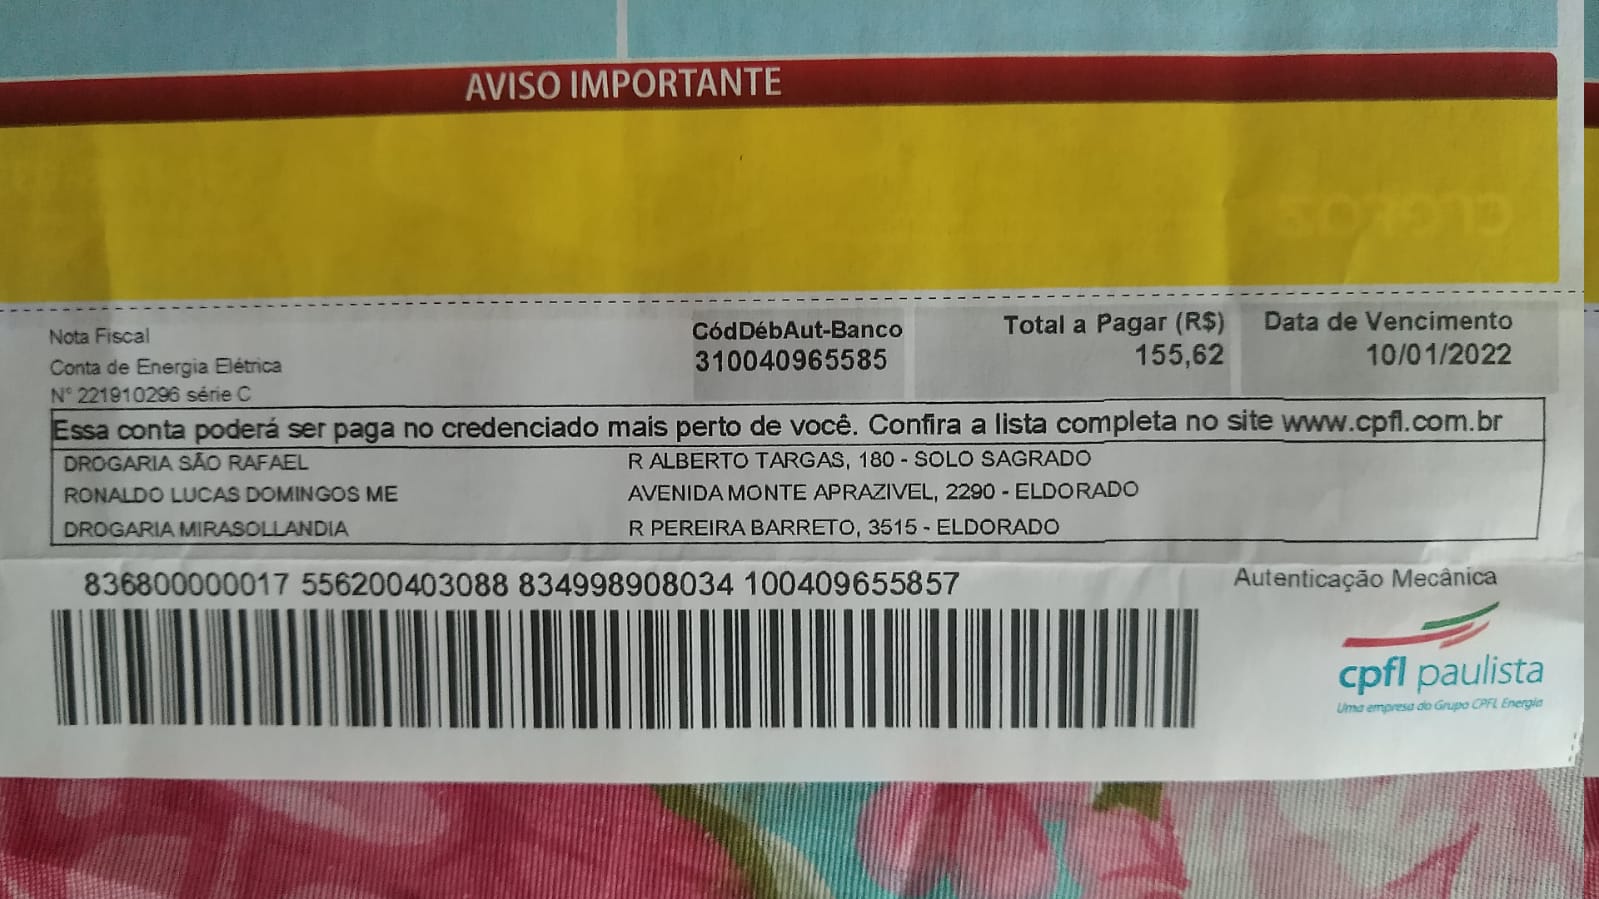 AVISO IMPORTANTE
Nota Fiscal
Conta de Energia Elétrica
N° 221910296 série C
CódDébAut-Banco
310040965585
Total a Pagar (R$)
155,62
Data de Vencimento
10/01/2022
Essa conta poderá ser paga no credenciado mais perto de você. Confira a lista completa no site www.cpfl.com.br
DROGARIA SÃO RAFAEL R ALBERTO TARGAS, 180 - SOLO SAGRADO
RONALDO LUCAS DOMINGOS ME AVENIDA MONTE APRAZIVEL, 2290 - ELDORADO
DROGARIA MIRASOLLANDIA R PEREIRA BARRETO, 3515 - ELDORADO
836800000017 556200403088 834998908034 100409655857
Autenticação Mecânica
cpfl paulista
Uma empresa do Grupo CPFL Energia